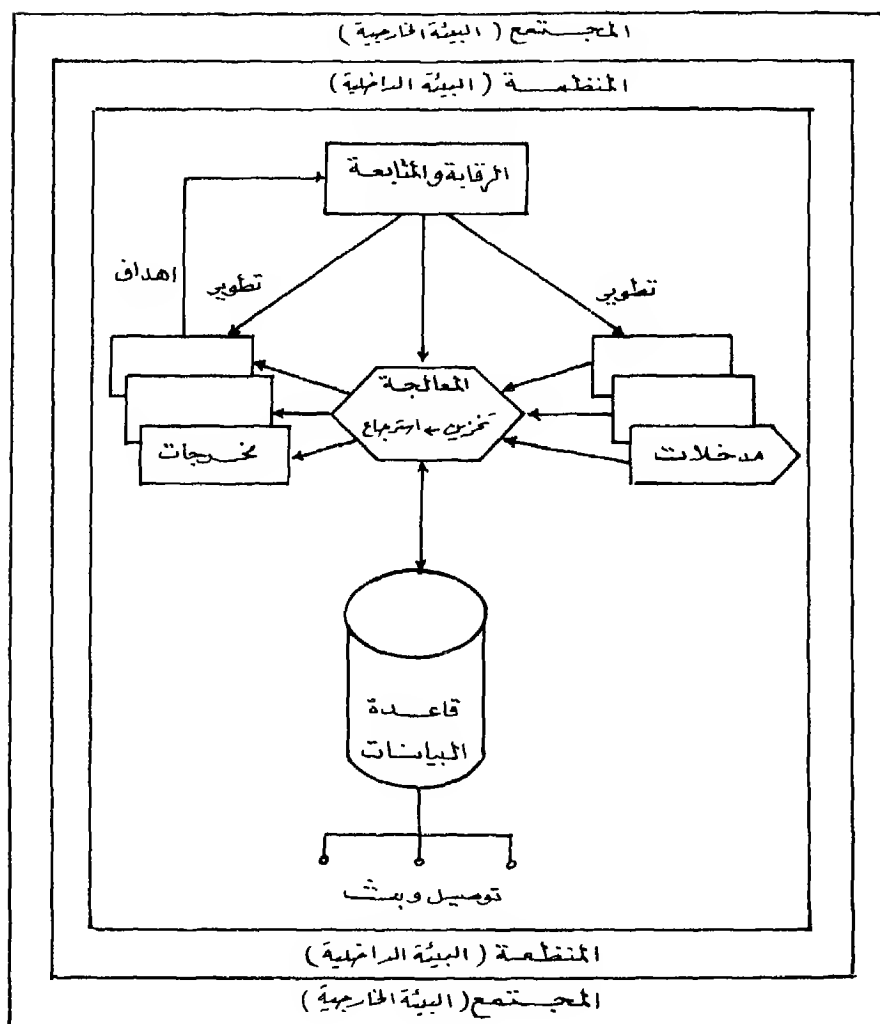 المجتمع (البيئة الخارجية)
المنظمة (البيئة الداخلية)
الرقابة والمتابعة
اهداف
تطوير
تطوير
المعالجة
تخزين ← استرجاع
مخرجات
مدخلات
قاعدة
البيانات
توصيل وبث
المنظمة (البيئة الداخلية)
المجتمع (البيئة الخارجية)